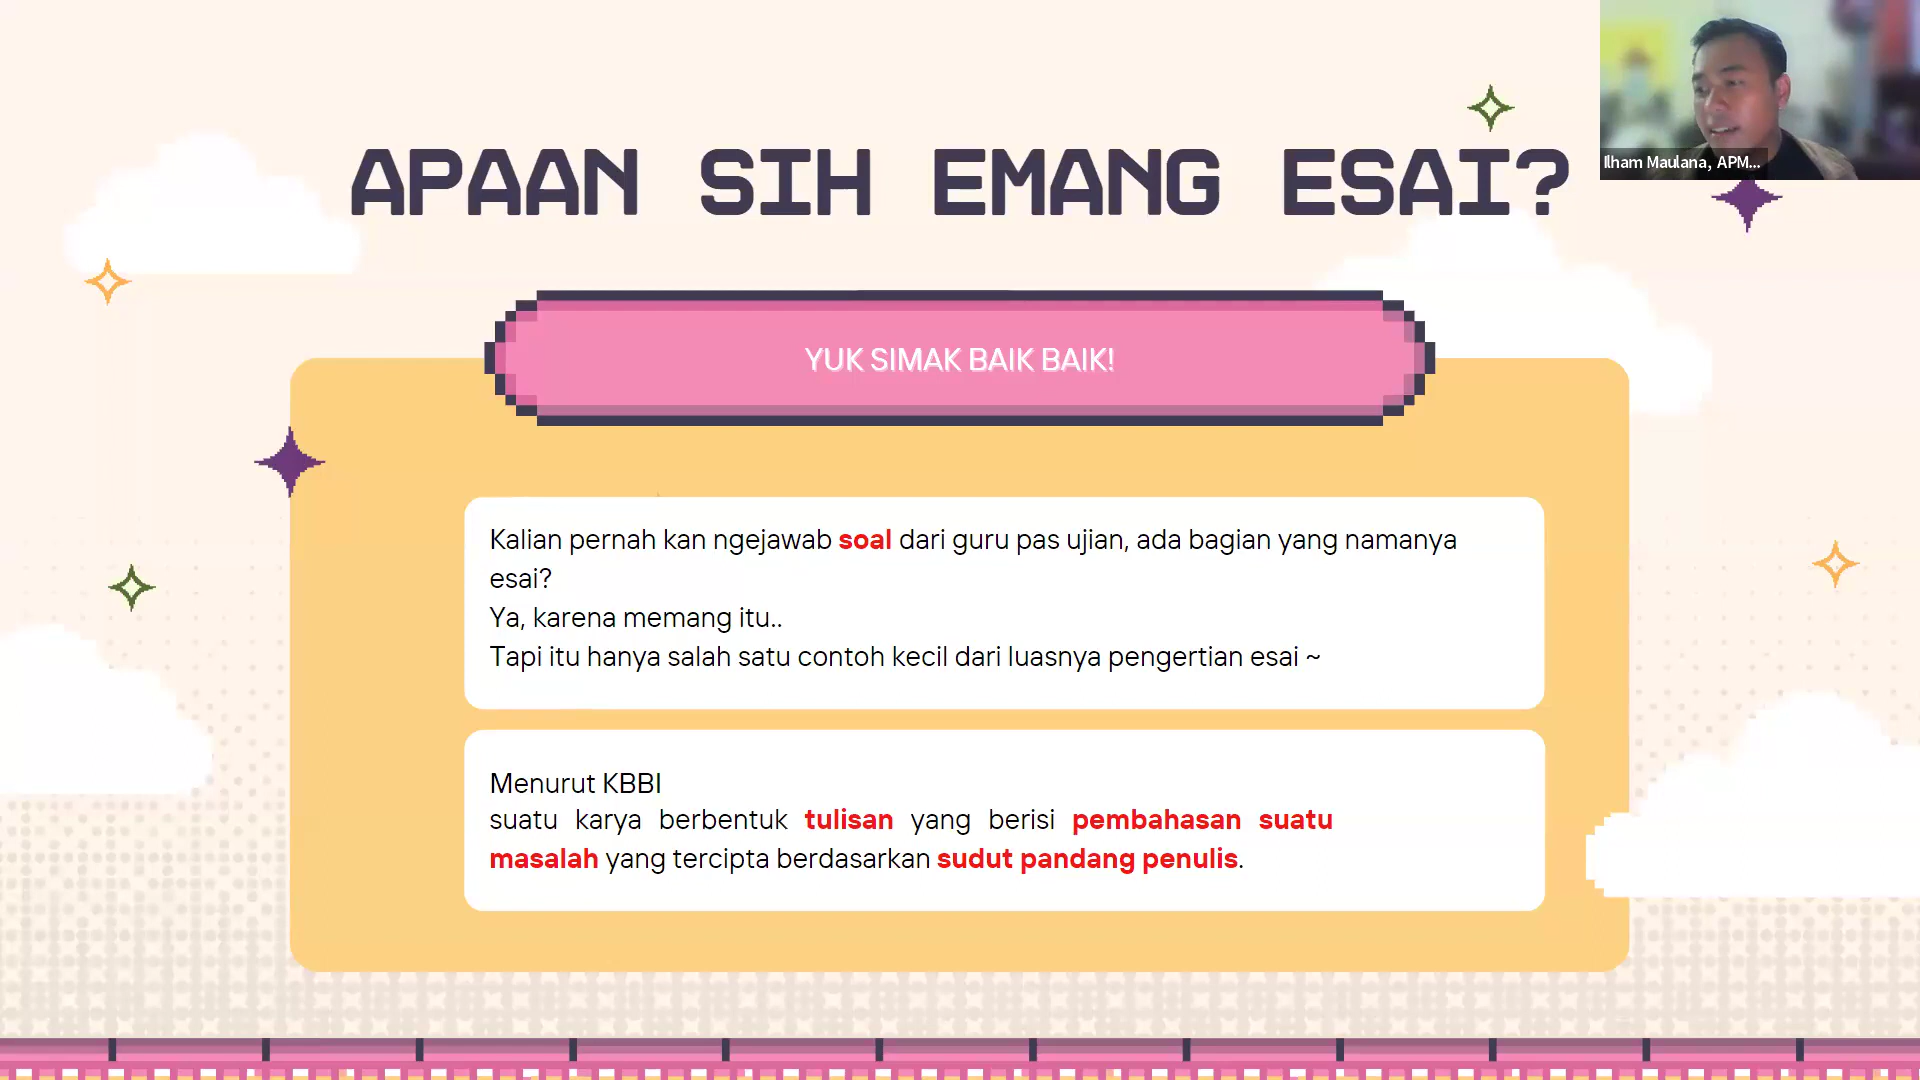 APAAN SIH EMANG ESAI?
Ilham Maulana, APM...
YUK SIMAK BAIK BAIK!
Kalian pernah kan ngejawab soal dari guru pas ujian, ada bagian yang namanya
esai?
Ya, karena memang itu..
Tapi itu hanya salah satu contoh kecil dari luasnya pengertian esai ~
Menurut KBBI
suatu karya berbentuk tulisan yang berisi pembahasan suatu
masalah yang tercipta berdasarkan sudut pandang penulis.